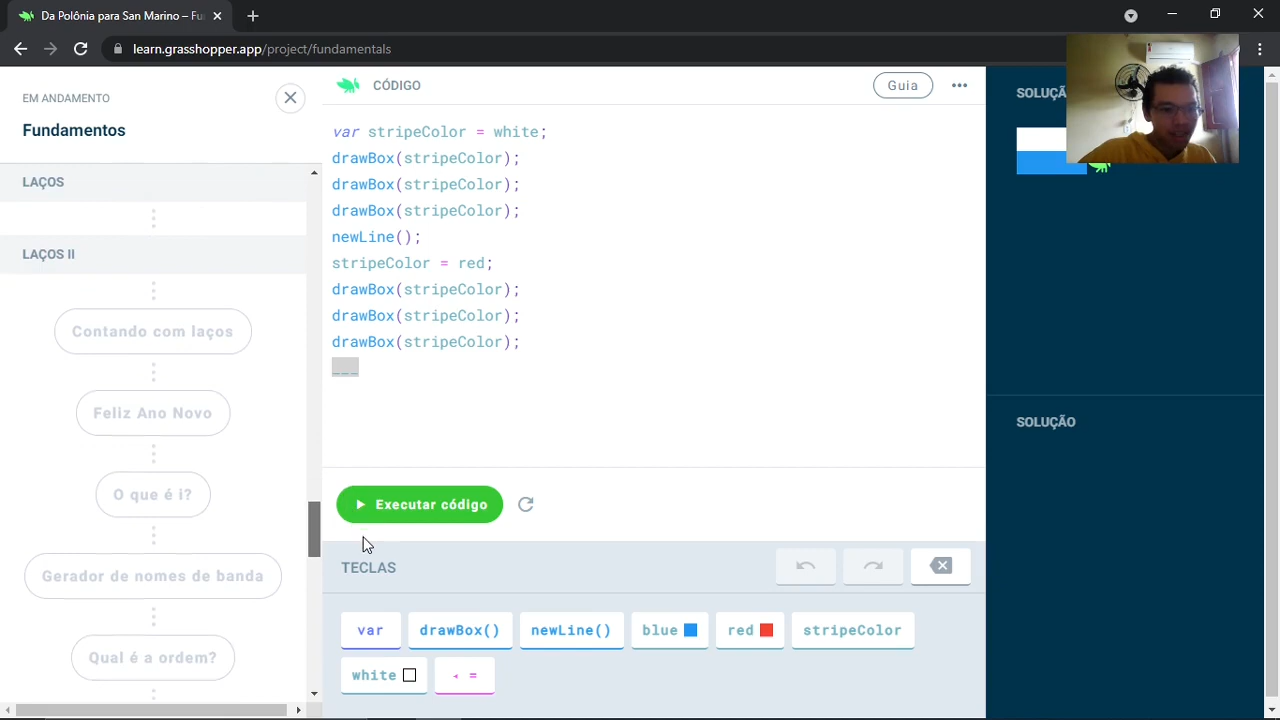 Da Polônia para San Marino – Fu
learn.grasshopper.app/project/fundamentals
EM ANDAMENTO
Fundamentos
LAÇOS
LAÇOS II
Contando com laços
Feliz Ano Novo
O que é i?
Gerador de nomes de banda
Qual é a ordem?
CÓDIGO
Guia
var stripeColor = white;
drawBox(stripeColor);
drawBox(stripeColor);
drawBox(stripeColor);
newLine();
stripeColor = red;
drawBox(stripeColor);
drawBox(stripeColor);
drawBox(stripeColor);
___
Executar código
TECLAS
var drawBox() newLine() blue red stripeColor
white =
SOLUÇÃ
SOLUÇÃO